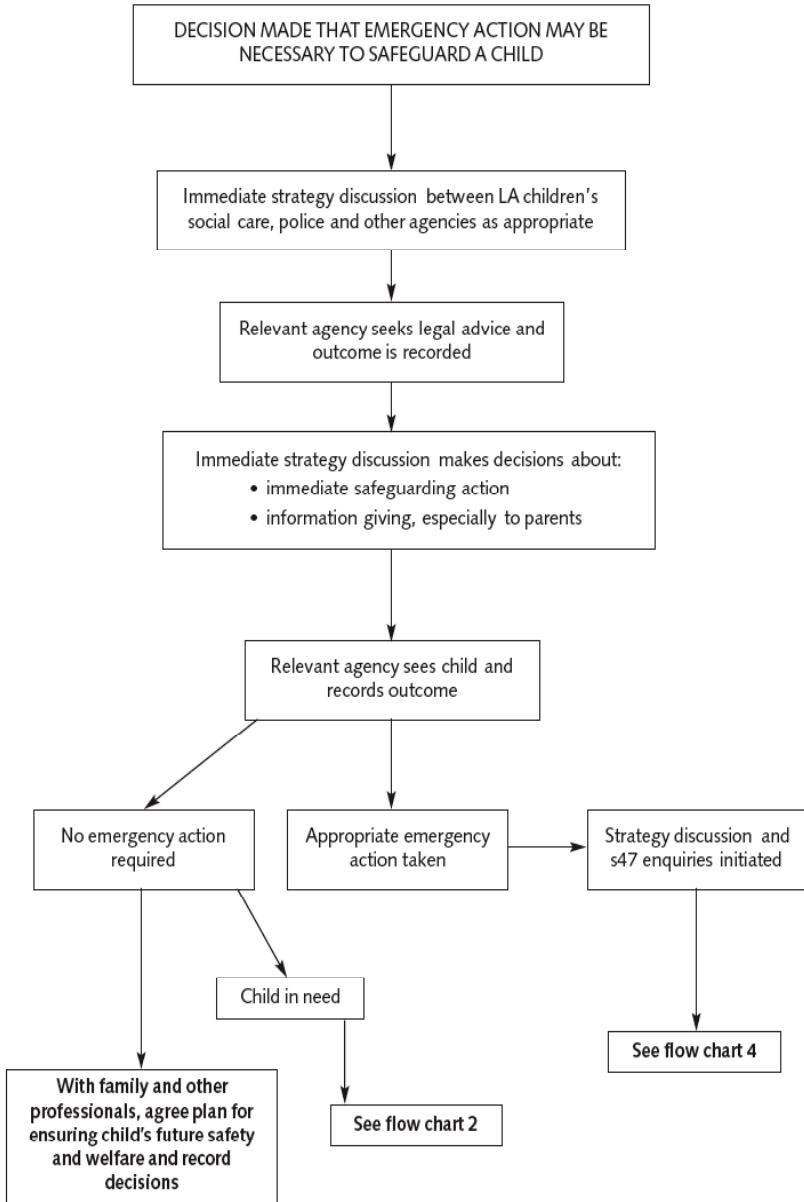 DECISION MADE THAT EMERGENCY ACTION MAY BE
NECESSARY TO SAFEGUARD A CHILD
Immediate strategy discussion between LA children's
social care, police and other agencies as appropriate
Relevant agency seeks legal advice and
outcome is recorded
Immediate strategy discussion makes decisions about:
• immediate safeguarding action
• information giving, especially to parents
Relevant agency sees child and
records outcome
No emergency action
required
Appropriate emergency
action taken
Strategy discussion and
s47 enquiries initiated
Child in need
See flow chart 4
With family and other
professionals, agree plan for
ensuring child's future safety
and welfare and record
decisions
See flow chart 2